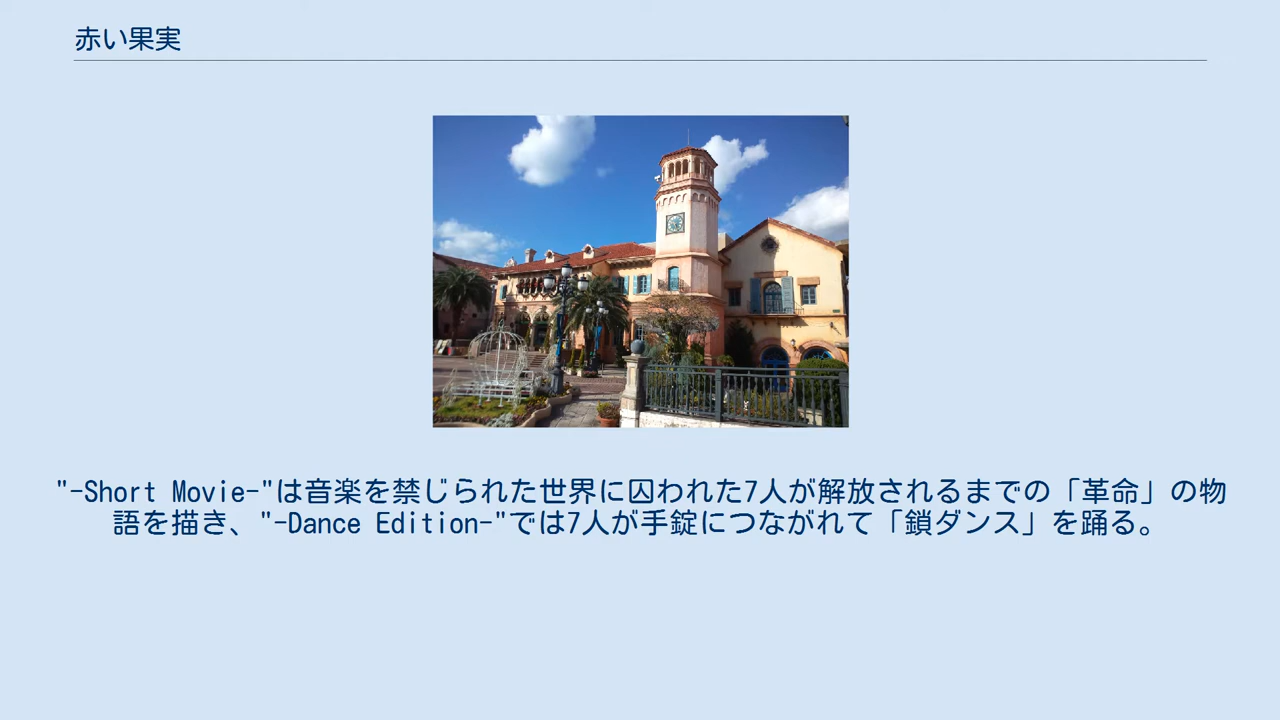 赤い果実
"-Short Movie-"は音楽を禁じられた世界に囚われた7人が解放されるまでの「革命」の物
語を描き、"-Dance Edition-"では7人が手錠につながれて「鎖ダンス」を踊る。